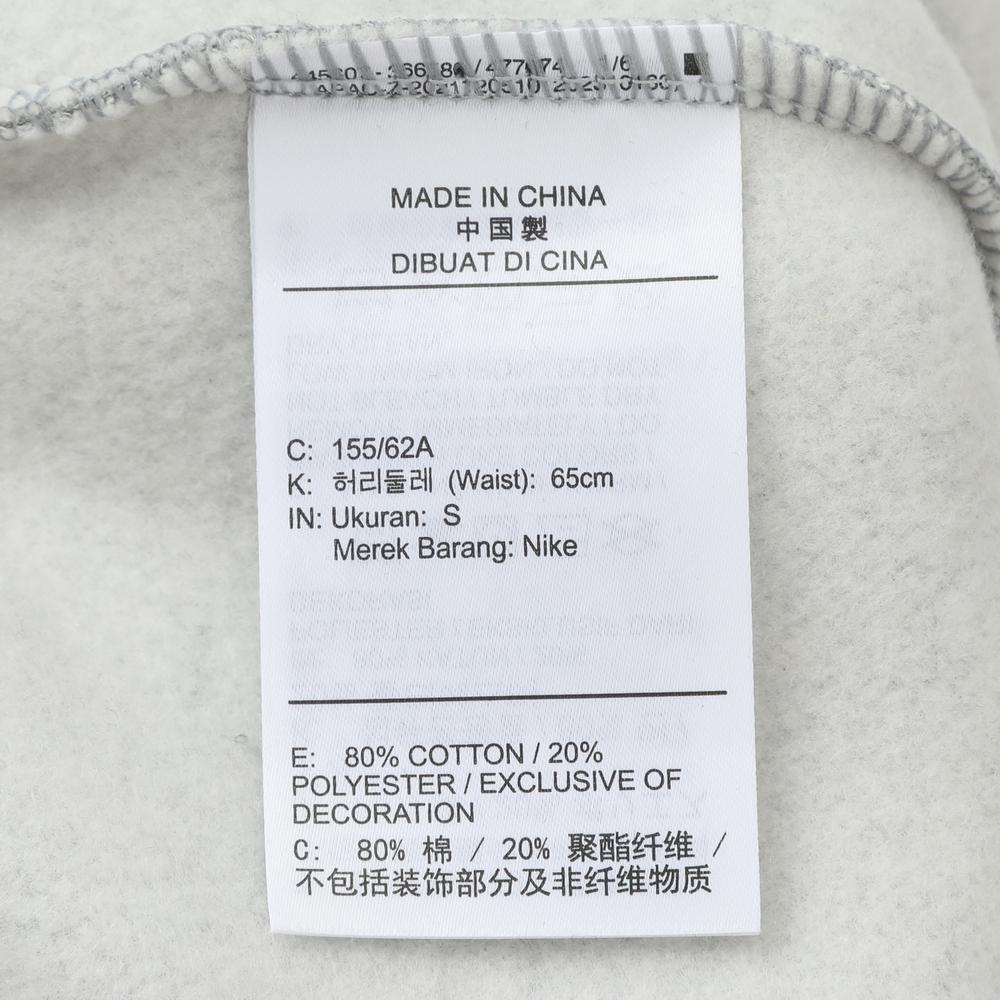 MADE IN CHINA
中国製
DIBUAT DI CINA
C: 155/62A
K: 허리둘레 (Waist): 65cm
IN: Ukuran: S
Merek Barang: Nike
E: 80% COTTON / 20%
POLYESTER / EXCLUSIVE OF
DECORATION
C: 80% 棉 / 20% 聚酯纤维 /
不包括装饰部分及非纤维物质